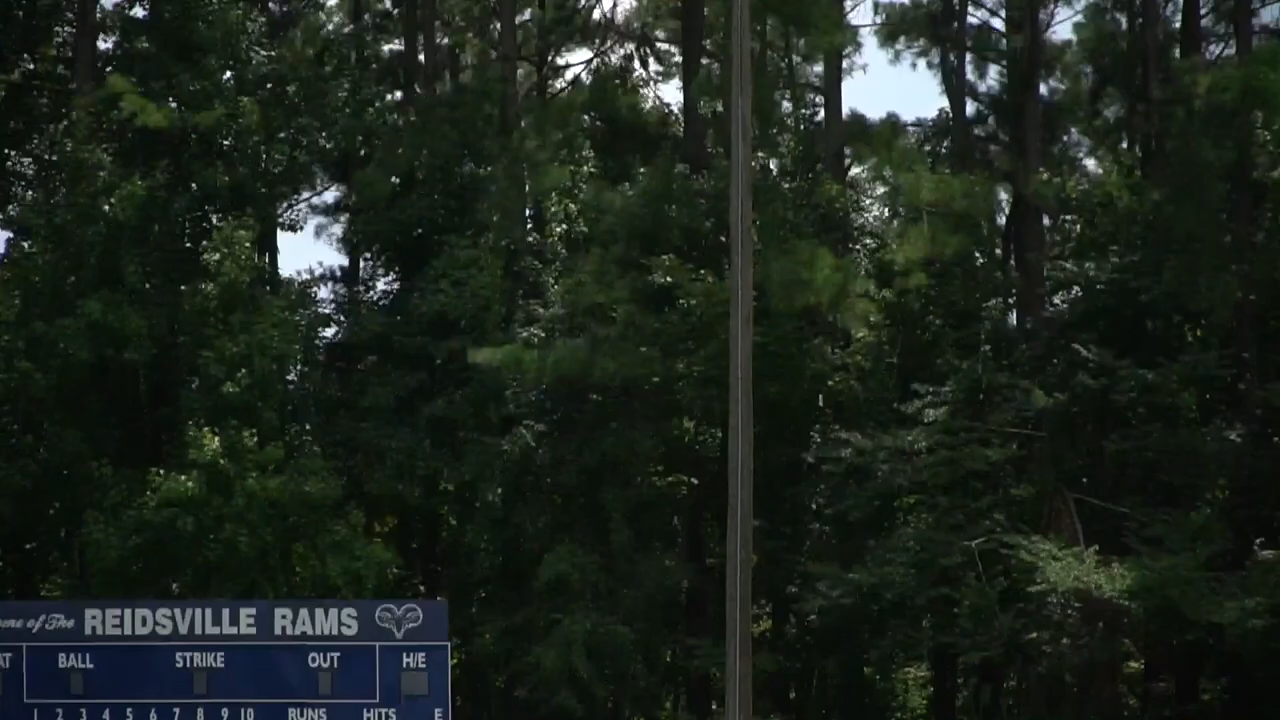 of The REIDSVILLE RAMS
BALL STRIKE OUT H/E
1 2 3 4 5 6 7 8 9 10 RUNS HITS E